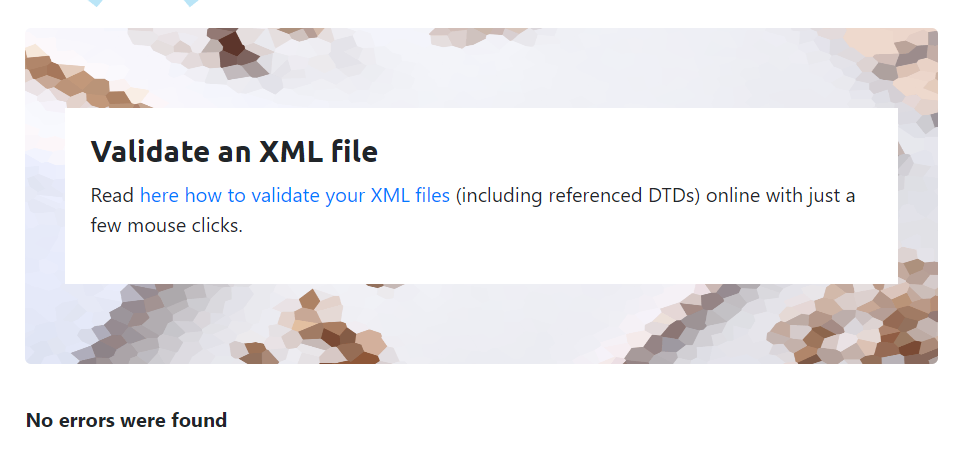 Validate an XML file
Read here how to validate your XML files (including referenced DTDs) online with just a
few mouse clicks.
No errors were found